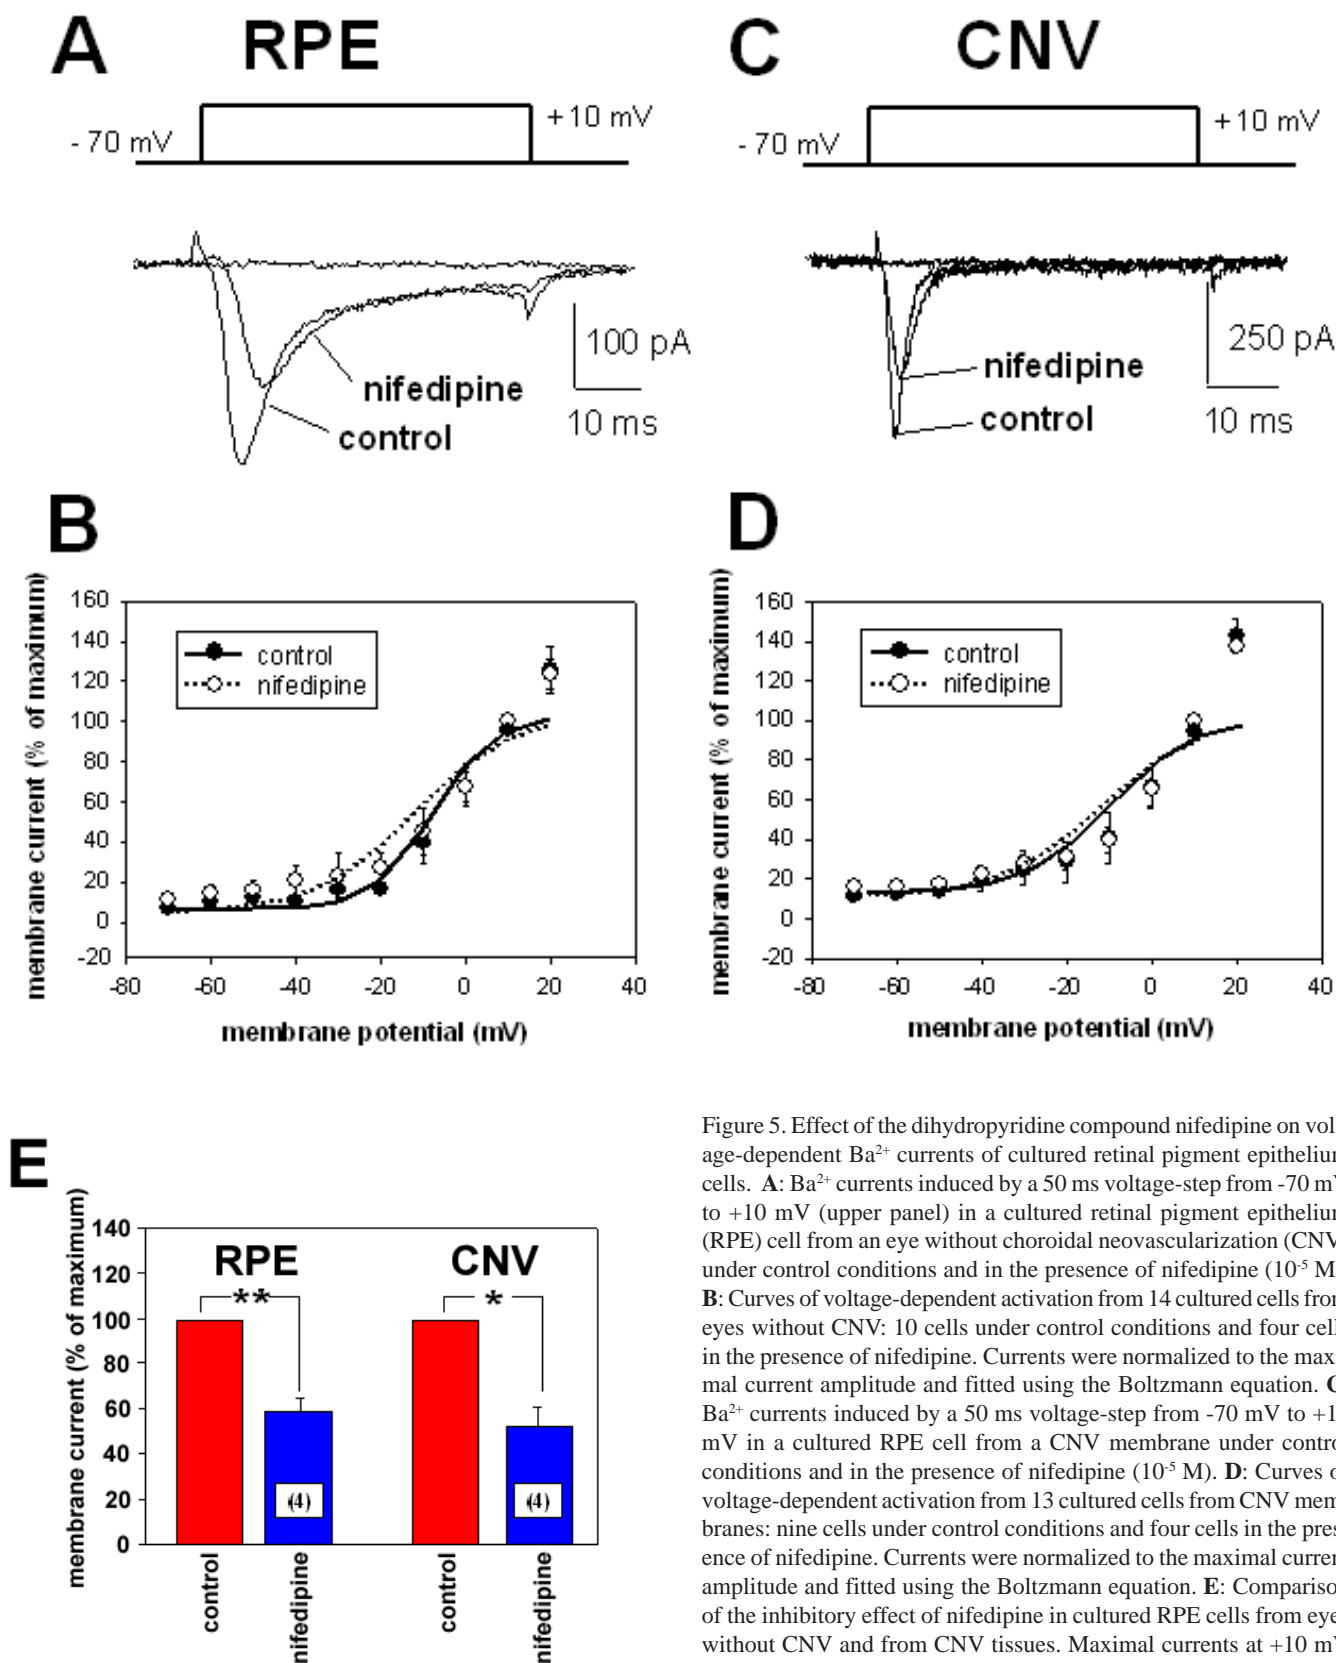 A RPE
- 70 mV
+10 mV
nifedipine
control
100 pA
10 ms
C CNV
- 70 mV
+10 mV
nifedipine
control
250 pA
10 ms
B
membrane current (% of maximum)
160
140
120
100
80
60
40
20
0
-20
control
nifedipine
-80 -60 -40 -20 0 20 40
membrane potential (mV)
D
membrane current (% of maximum)
160
140
120
100
80
60
40
20
0
-20
control
nifedipine
-80 -60 -40 -20 0 20 40
membrane potential (mV)
E
membrane current (% of maximum)
140
120
100
80
60
40
20
0
RPE CNV
** *
(4) (4)
control nifedipine control nifedipine
Figure 5. Effect of the dihydropyridine compound nifedipine on volt
age-dependent Ba2+ currents of cultured retinal pigment epithelium
cells. A: Ba2+ currents induced by a 50 ms voltage-step from -70 mV
to +10 mV (upper panel) in a cultured retinal pigment epithelium
(RPE) cell from an eye without choroidal neovascularization (CNV
under control conditions and in the presence of nifedipine (10-5 M
B: Curves of voltage-dependent activation from 14 cultured cells from
eyes without CNV: 10 cells under control conditions and four cell
in the presence of nifedipine. Currents were normalized to the maxi
mal current amplitude and fitted using the Boltzmann equation. C
Ba2+ currents induced by a 50 ms voltage-step from -70 mV to +1
mV in a cultured RPE cell from a CNV membrane under control
conditions and in the presence of nifedipine (10-5 M). D: Curves o
voltage-dependent activation from 13 cultured cells from CNV mem
branes: nine cells under control conditions and four cells in the pres
ence of nifedipine. Currents were normalized to the maximal curren
amplitude and fitted using the Boltzmann equation. E: Compariso
of the inhibitory effect of nifedipine in cultured RPE cells from eye
without CNV and from CNV tissues. Maximal currents at +10 mV